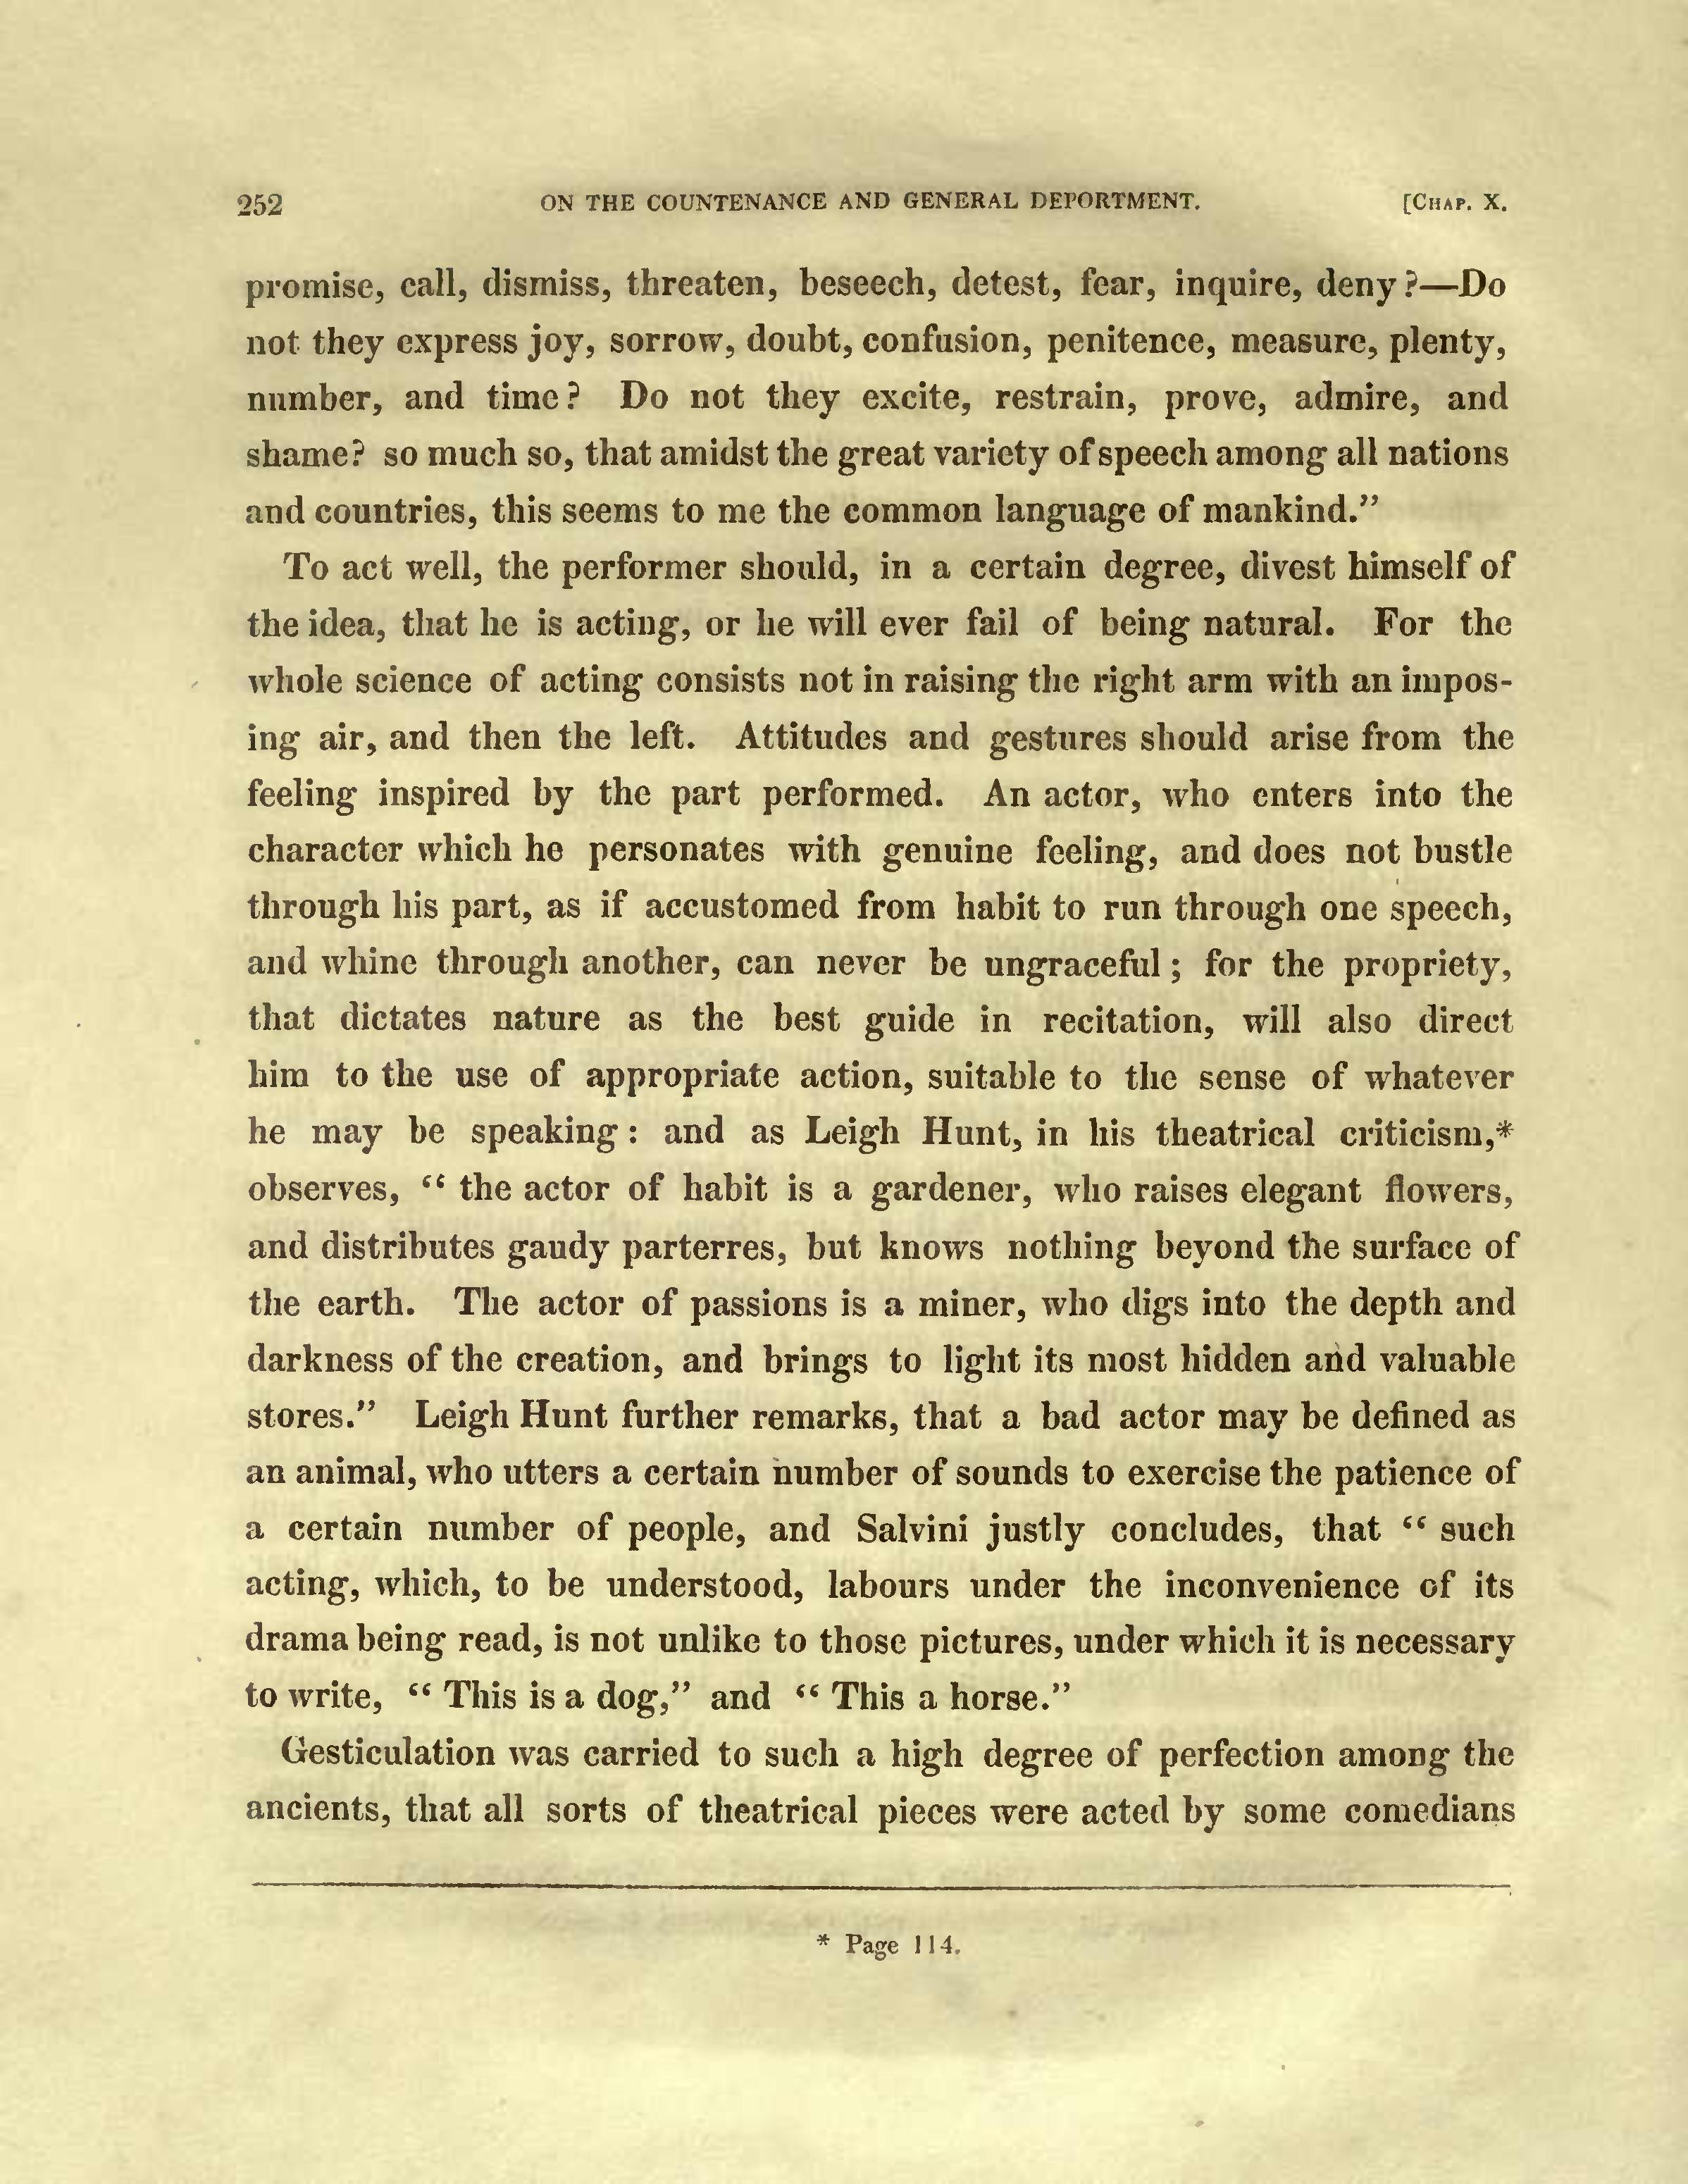 252 ON THE COUNTENANCE AND GENERAL DEPORTMENT. [CHAP. X.
promise, call, dismiss, threaten, beseech, detest, fear, inquire, deny?—Do
not they express joy, sorrow, doubt, confusion, penitence, measure, plenty,
number, and time? Do not they excite, restrain, prove, admire, and
shame? so much so, that amidst the great variety of speech among all nations
and countries, this seems to me the common language of mankind.”
To act well, the performer should, in a certain degree, divest himself of
the idea, that he is acting, or he will ever fail of being natural. For the
whole science of acting consists not in raising the right arm with an impos-
ing air, and then the left. Attitudes and gestures should arise from the
feeling inspired by the part performed. An actor, who enters into the
character which he personates with genuine feeling, and does not bustle
through his part, as if accustomed from habit to run through one speech,
and whine through another, can never be ungraceful; for the propriety,
that dictates nature as the best guide in recitation, will also direct
him to the use of appropriate action, suitable to the sense of whatever
he may be speaking: and as Leigh Hunt, in his theatrical criticism,*
observes, “ the actor of habit is a gardener, who raises elegant flowers,
and distributes gaudy parterres, but knows nothing beyond the surface of
the earth. The actor of passions is a miner, who digs into the depth and
darkness of the creation, and brings to light its most hidden and valuable
stores.” Leigh Hunt further remarks, that a bad actor may be defined as
an animal, who utters a certain number of sounds to exercise the patience of
a certain number of people, and Salvini justly concludes, that “ such
acting, which, to be understood, labours under the inconvenience of its
drama being read, is not unlike to those pictures, under which it is necessary
to write, “ This is a dog,” and “ This a horse.”
Gesticulation was carried to such a high degree of perfection among the
ancients, that all sorts of theatrical pieces were acted by some comedians
* Page 114.